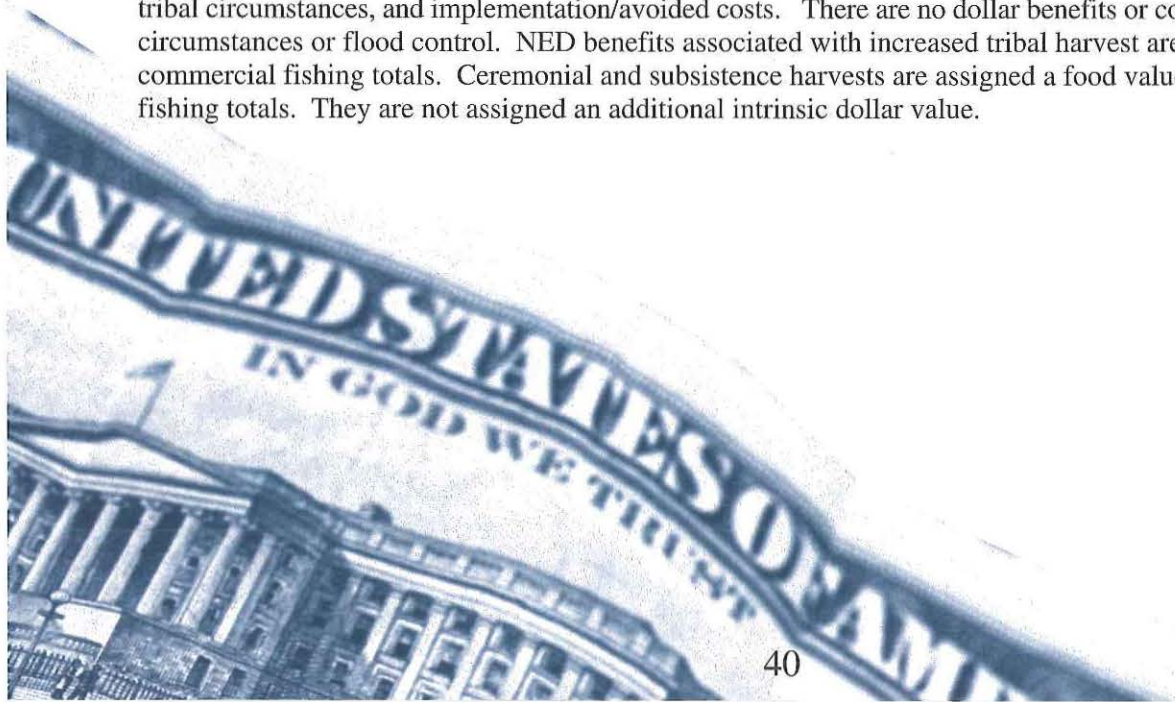 tribal circumstances, and implementation/avoided costs. There are no dollar benefits or co
circumstances or flood control. NED benefits associated with increased tribal harvest are
commercial fishing totals. Ceremonial and subsistence harvests are assigned a food valu
fishing totals. They are not assigned an additional intrinsic dollar value.
UNITED STATES OF AME
IN GOD WE TRUST
40